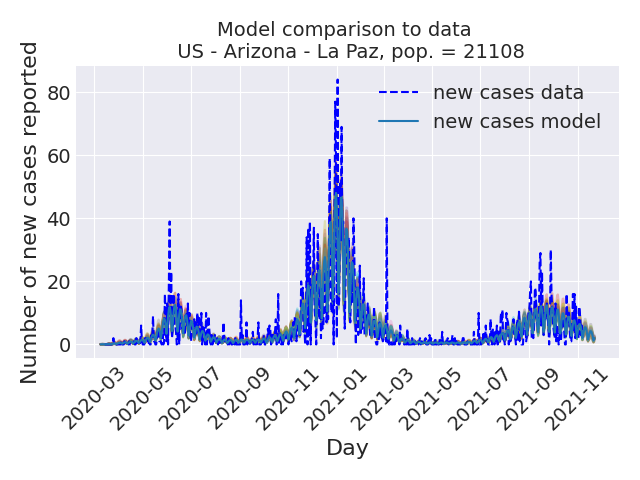 Model comparison to data
US - Arizona - La Paz, pop. = 21108
Number of new cases reported
80
60
40
20
0
new cases data
new cases model
2020-03
2020-05
2020-07
2020-09
2020-11
2021-01
2021-03
2021-05
2021-07
2021-09
2021-11
Day